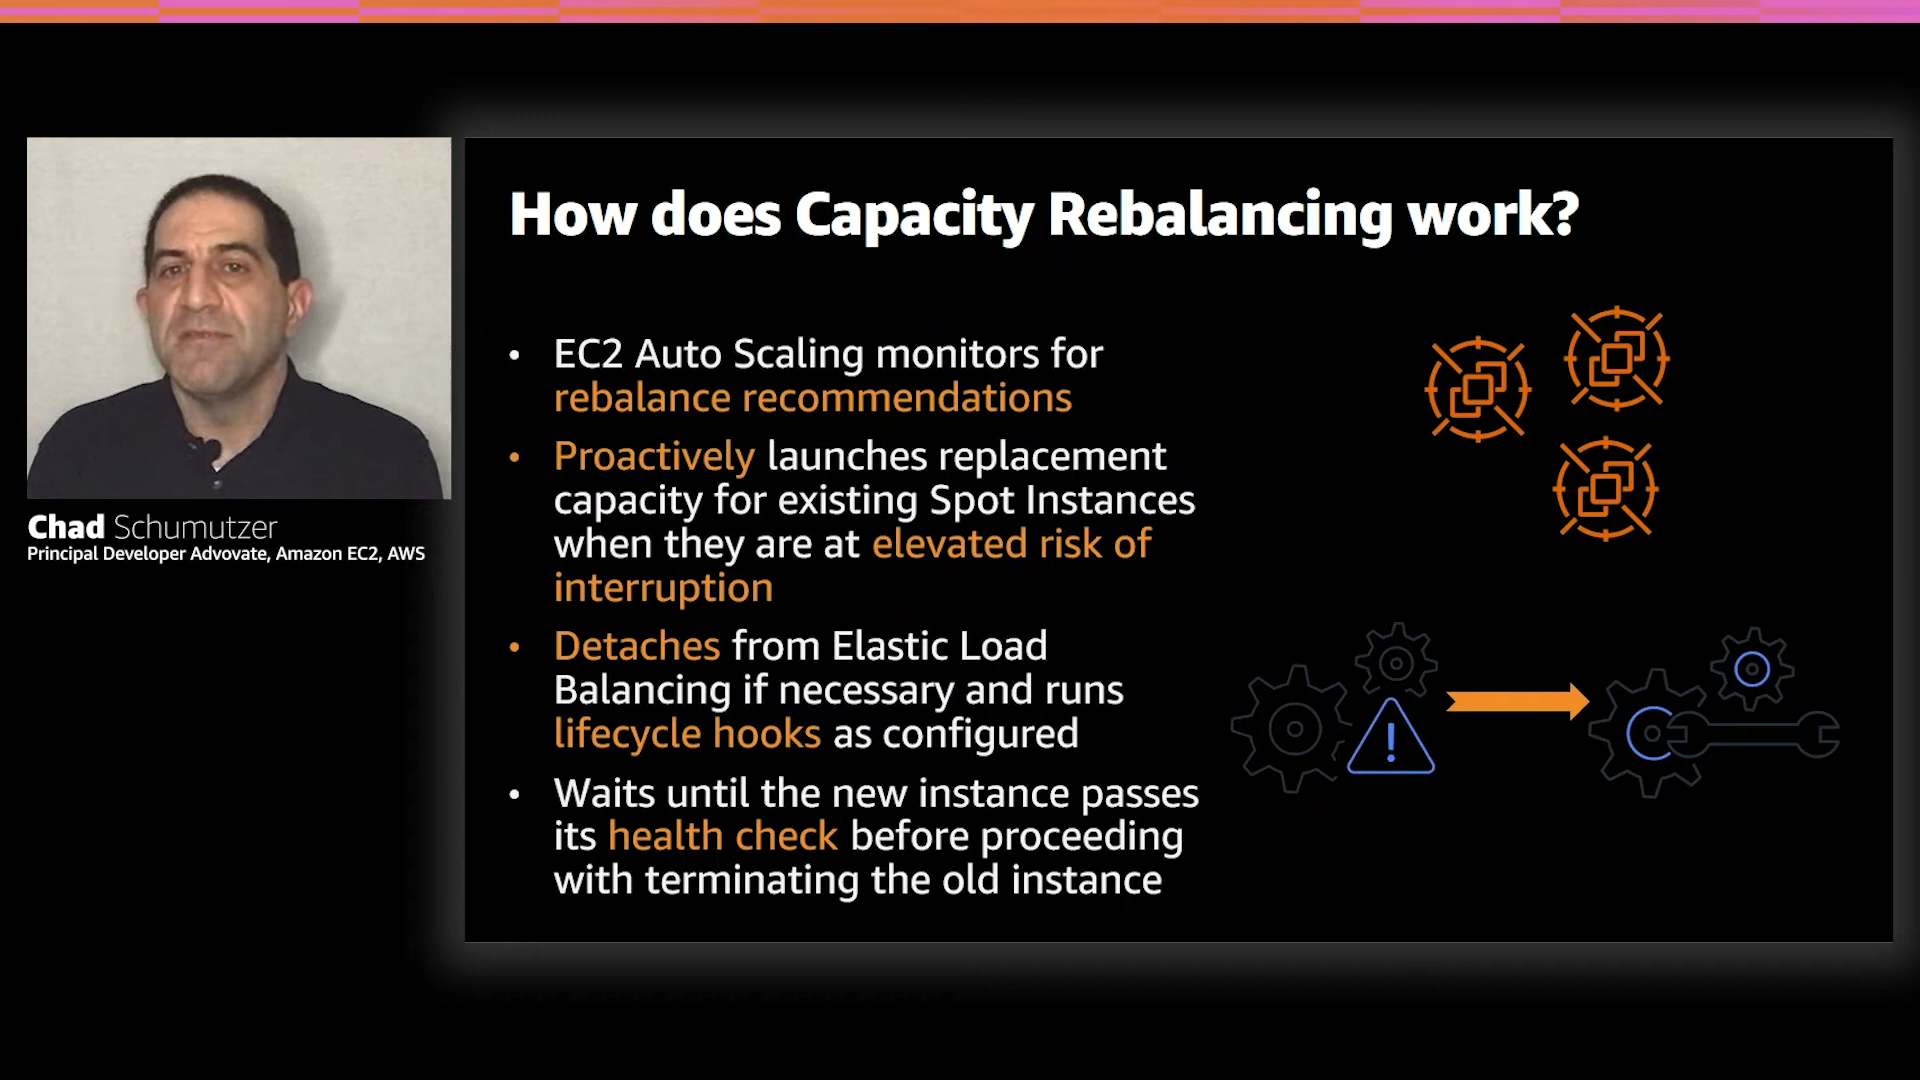 How does Capacity Rebalancing work?
• EC2 Auto Scaling monitors for
rebalance recommendations
• Proactively launches replacement
capacity for existing Spot Instances
when they are at elevated risk of
interruption
• Detaches from Elastic Load
Balancing if necessary and runs
lifecycle hooks as configured
• Waits until the new instance passes
its health check before proceeding
with terminating the old instance
Chad Schumutzer
Principal Developer Advovate, Amazon EC2, AWS